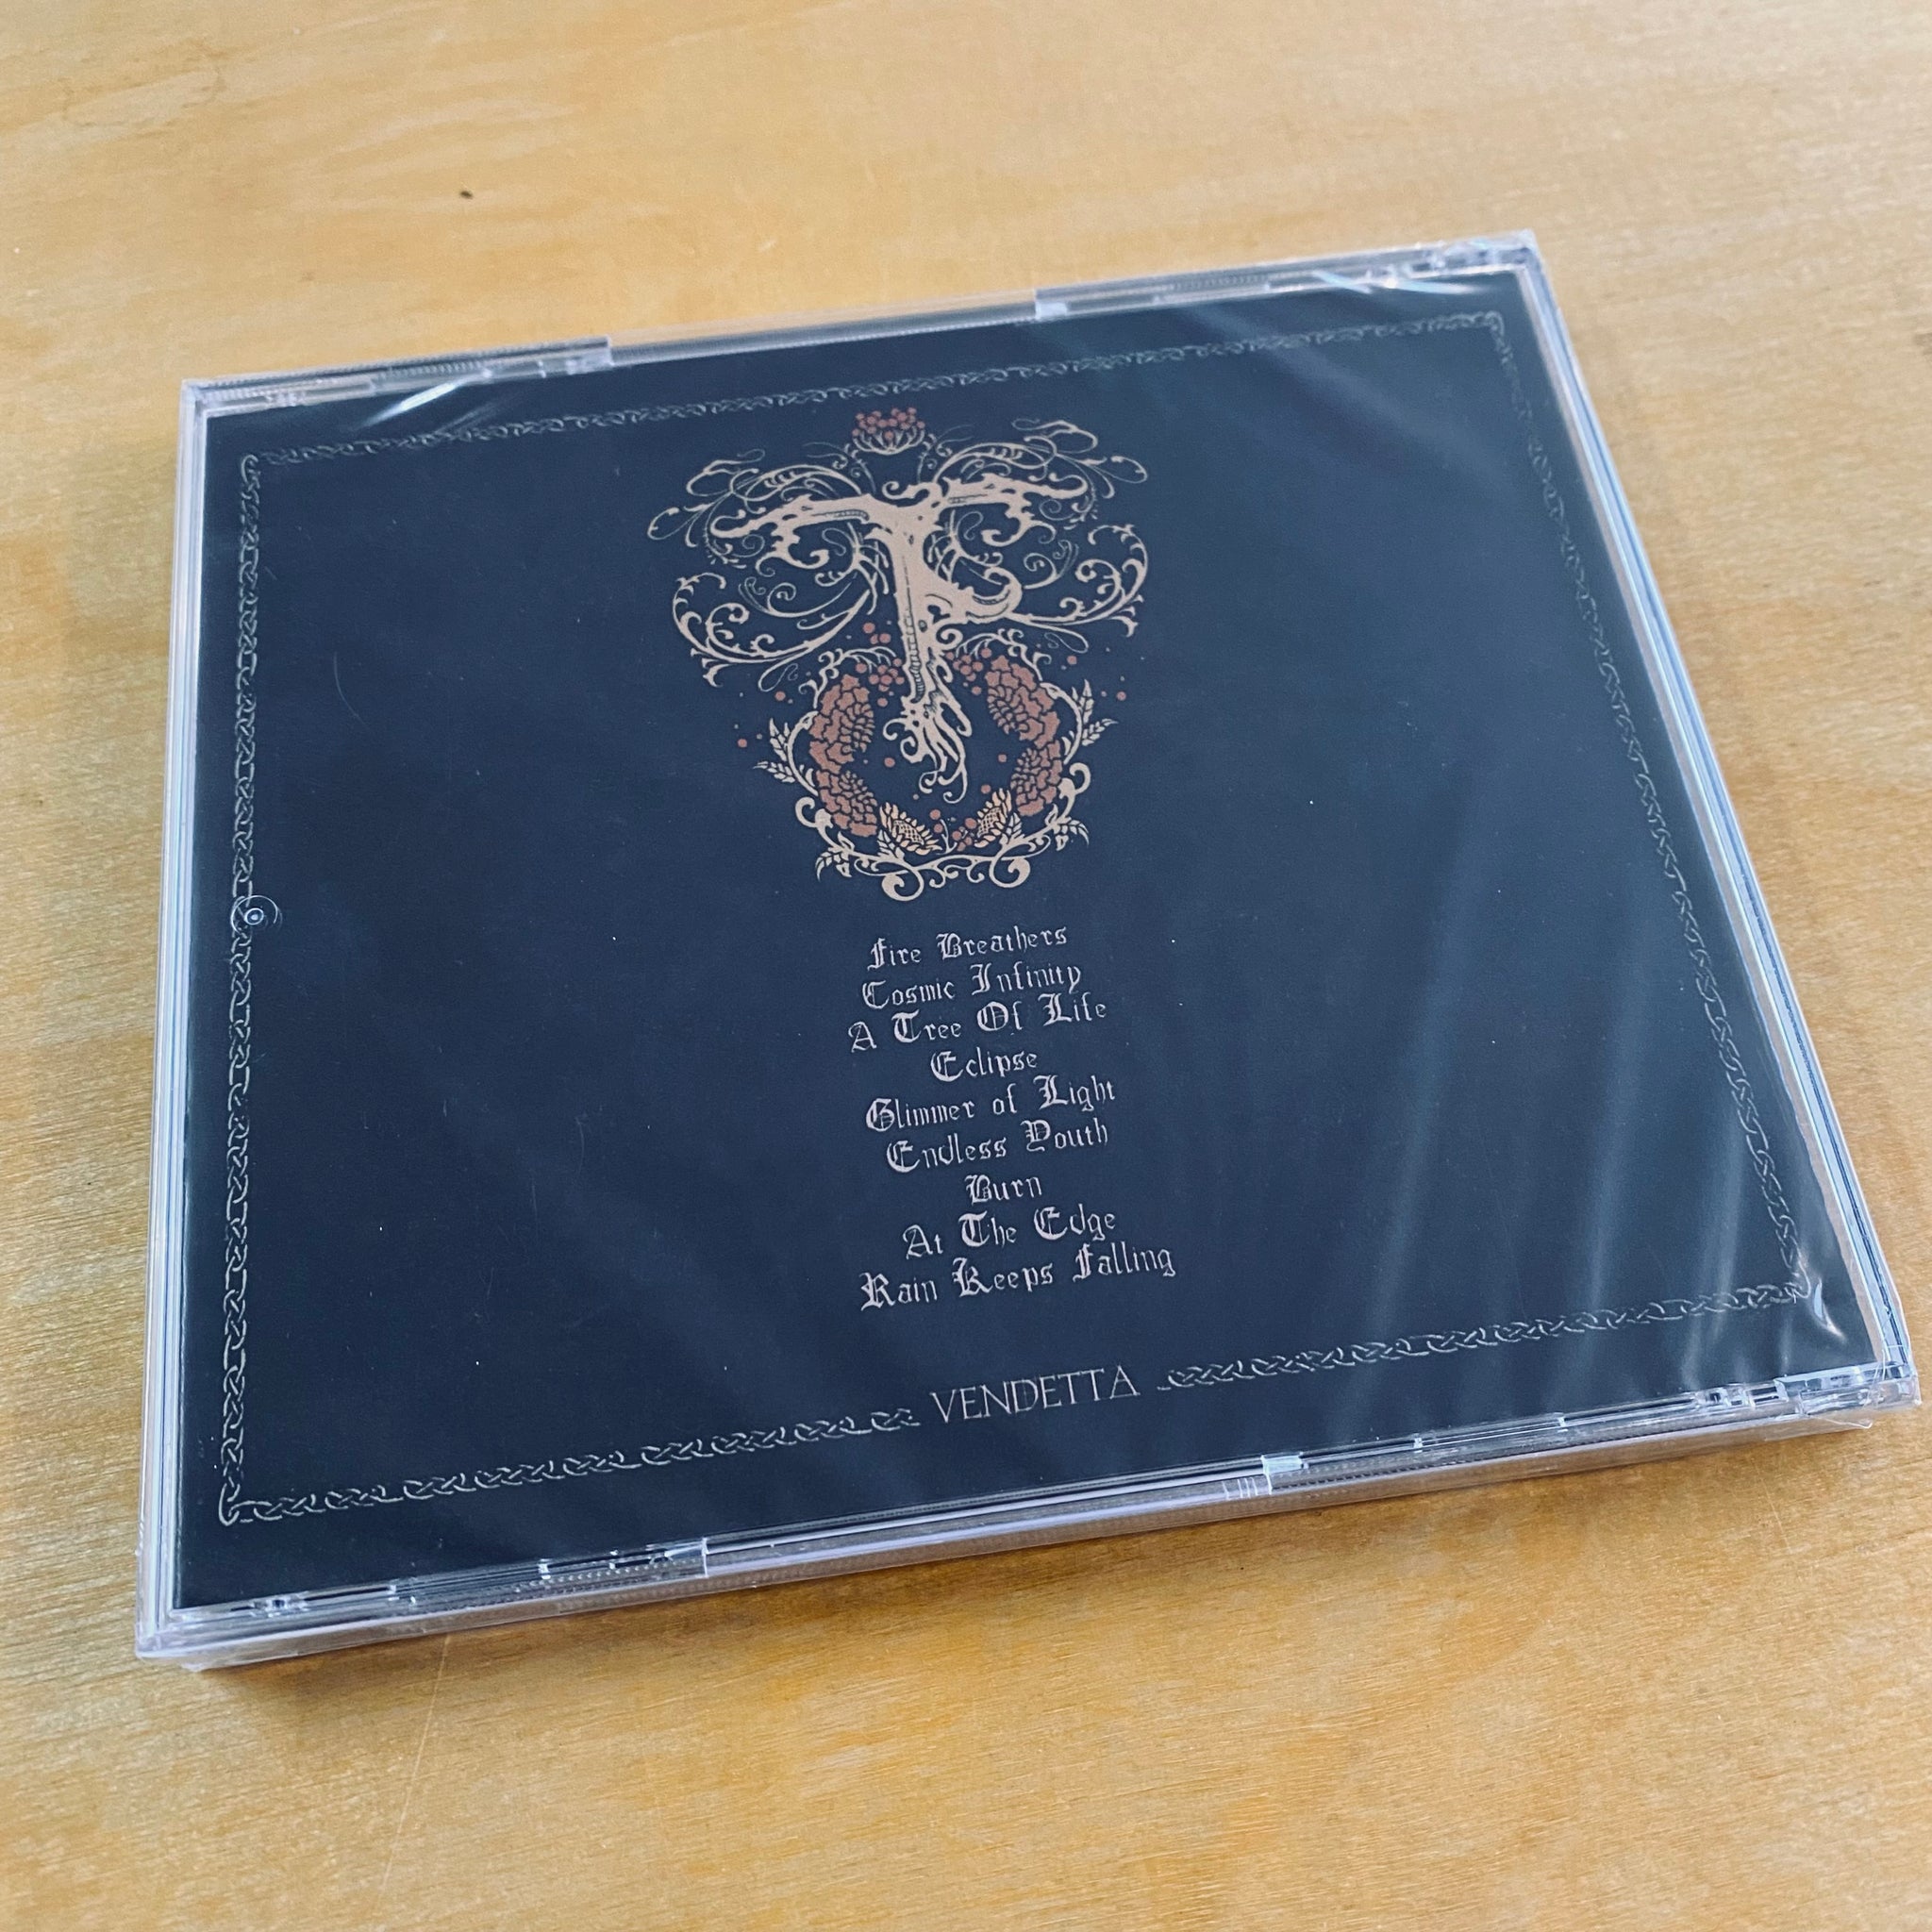 Fire Breathers
Cosmic Infinity
A Tree Of Life
Eclipse
Glimmer of Light
Endless Youth
Burn
At The Edge
Rain Keeps Falling
VENDETTA